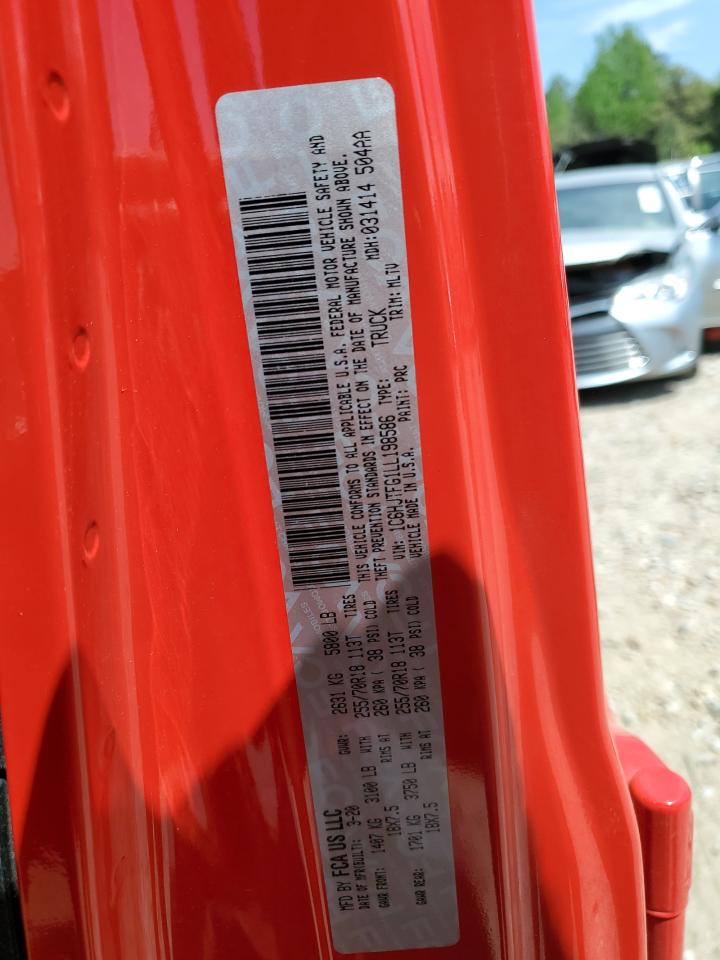 MFD BY FCA US LLC
DATE OF MFR(BUILT): 3-20 GVWR: 2631 KG 5800 LB
GAWR FRONT: 1407 KG 3100 LB WITH 255/70R18 113T TIRES
18X7.5 RIMS AT 260 KPA ( 38 PSI) COLD
GAWR REAR: 1701 KG 3750 LB WITH 255/70R18 113T TIRES
18X7.5 RIMS AT 260 KPA ( 38 PSI) COLD
THIS VEHICLE CONFORMS TO ALL APPLICABLE U.S.A. FEDERAL MOTOR VEHICLE SAFETY AND
THEFT PREVENTION STANDARDS IN EFFECT ON THE DATE OF MANUFACTURE SHOWN ABOVE.
VIN: 1C6HJTFG1LL198586 TYPE: TRUCK MDH:031414 504AA
VEHICLE MADE IN U.S.A. PAINT: PRC TRIM: MLTV